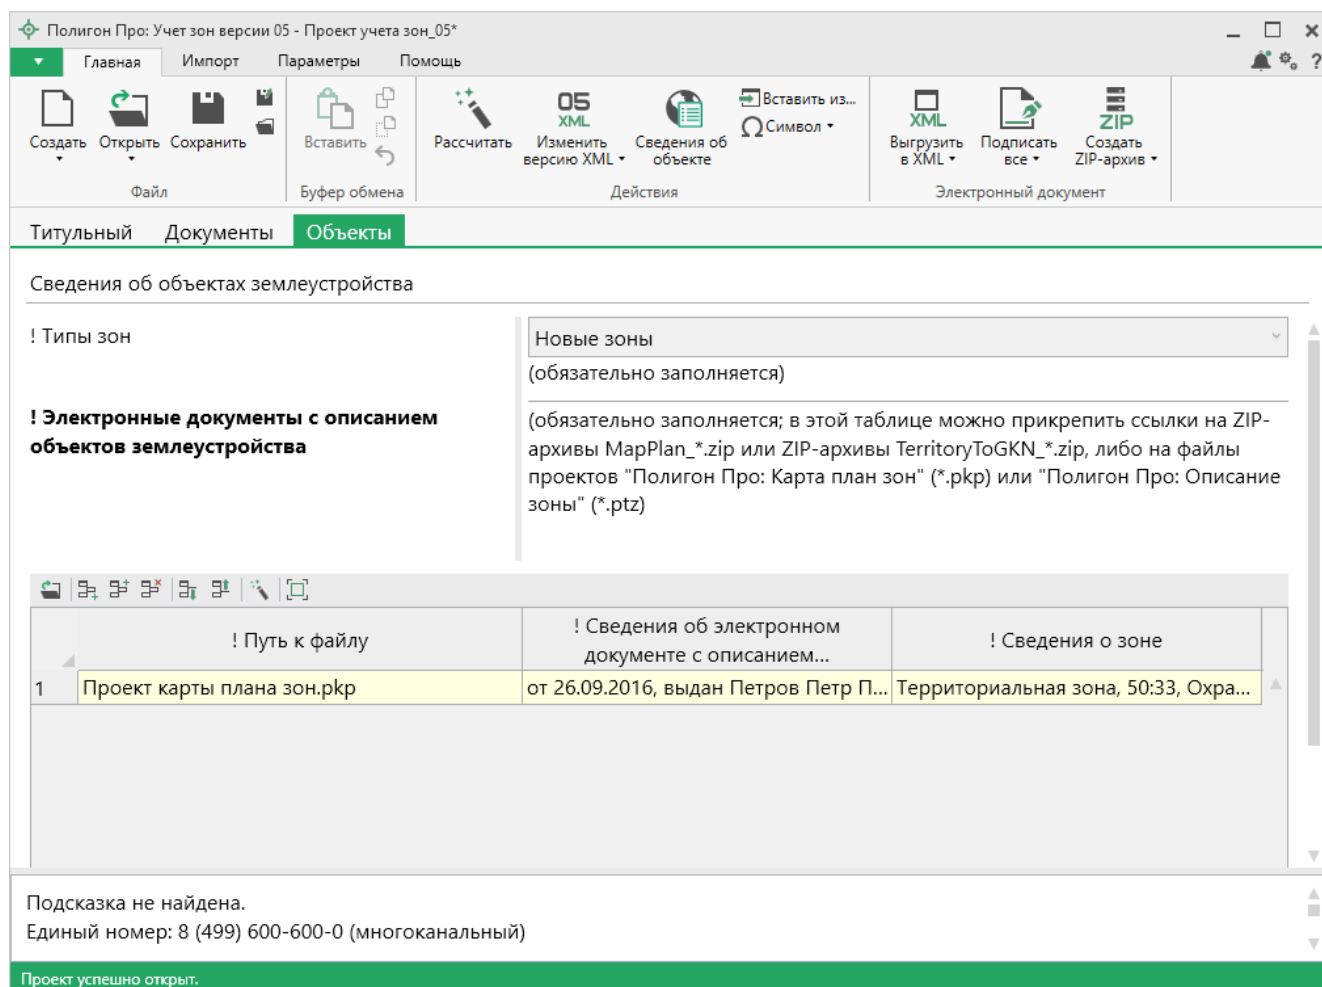 Полигон Про: Учет зон версии 05 - Проект учета зон_05*
Главная Импорт Параметры Помощь
?
Создать Открыть Сохранить
Файл
Вставить
Буфер обмена
Рассчитать
05
XML
Изменить
версию XML
Сведения об
объекте
Вставить из...
Символ
Действия
XML
Выгрузить
в XML
Подписать
все
ZIP
Создать
ZIP-архив
Электронный документ
Титульный Документы Объекты
Сведения об объектах землеустройства
! Типы зон
Новые зоны
(обязательно заполняется)
! Электронные документы с описанием
объектов землеустройства
(обязательно заполняется; в этой таблице можно прикрепить ссылки на ZIP-
архивы MapPlan_*.zip или ZIP-архивы TerritoryToGKN_*.zip, либо на файлы
проектов "Полигон Про: Карта план зон" (*.pkp) или "Полигон Про: Описание
зоны" (*.ptz)
! Путь к файлу
! Сведения об электронном
документе с описанием...
! Сведения о зоне
1 Проект карты плана зон.pkp от 26.09.2016, выдан Петров Петр П... Территориальная зона, 50:33, Охра...
Подсказка не найдена.
Единый номер: 8 (499) 600-600-0 (многоканальный)
Проект успешно открыт.